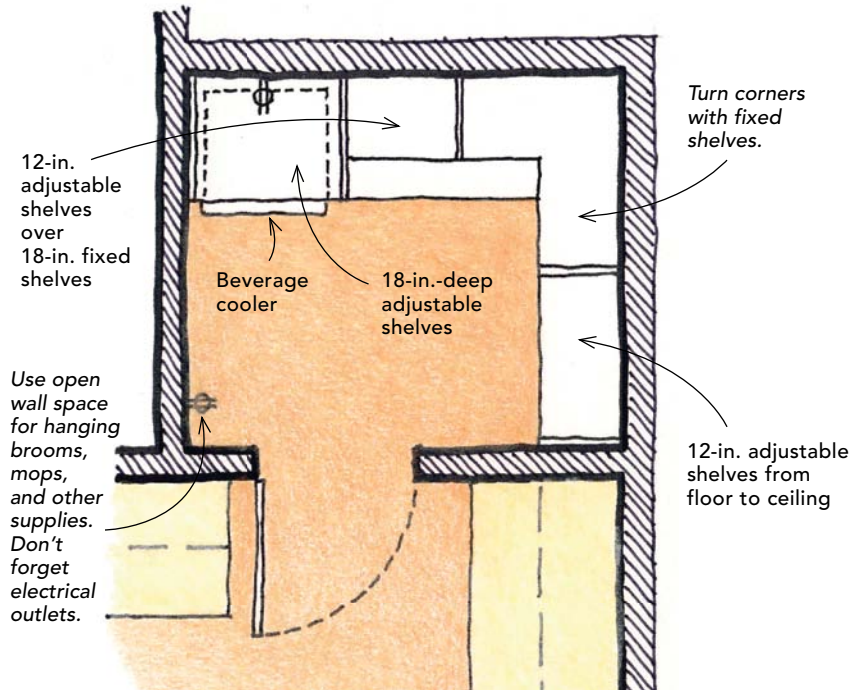 Turn corners
with fixed
shelves.
12-in.
adjustable
shelves
over
18-in. fixed
shelves
Beverage
cooler
18-in.-deep
adjustable
shelves
Use open
wall space
for hanging
brooms,
mops,
and other
supplies.
Don't
forget
electrical
outlets.
12-in. adjustable
shelves from
floor to ceiling